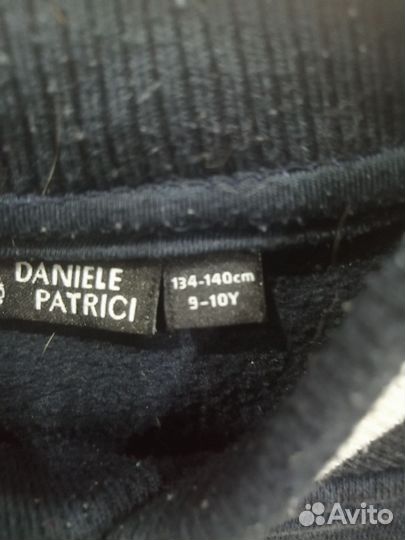 DANIELE
PATRICI
134-140cm
9-10Y
Avito